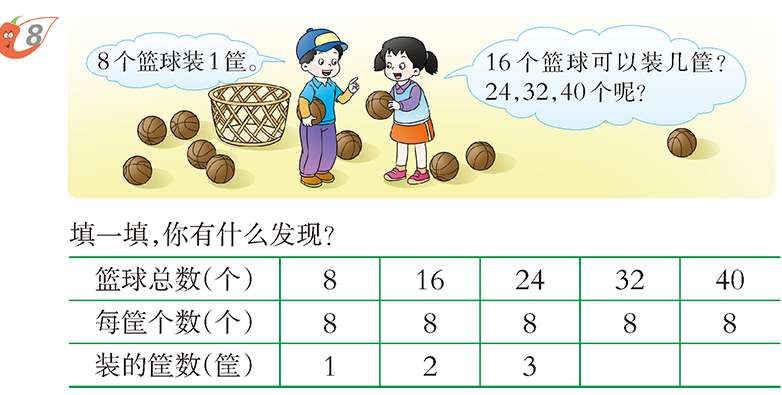 8
8个篮球装1筐。
16个篮球可以装几筐?
24,32,40个呢?
填一填,你有什么发现?
篮球总数(个) 8 16 24 32 40
每筐个数(个) 8 8 8 8 8
装的筐数(筐) 1 2 3